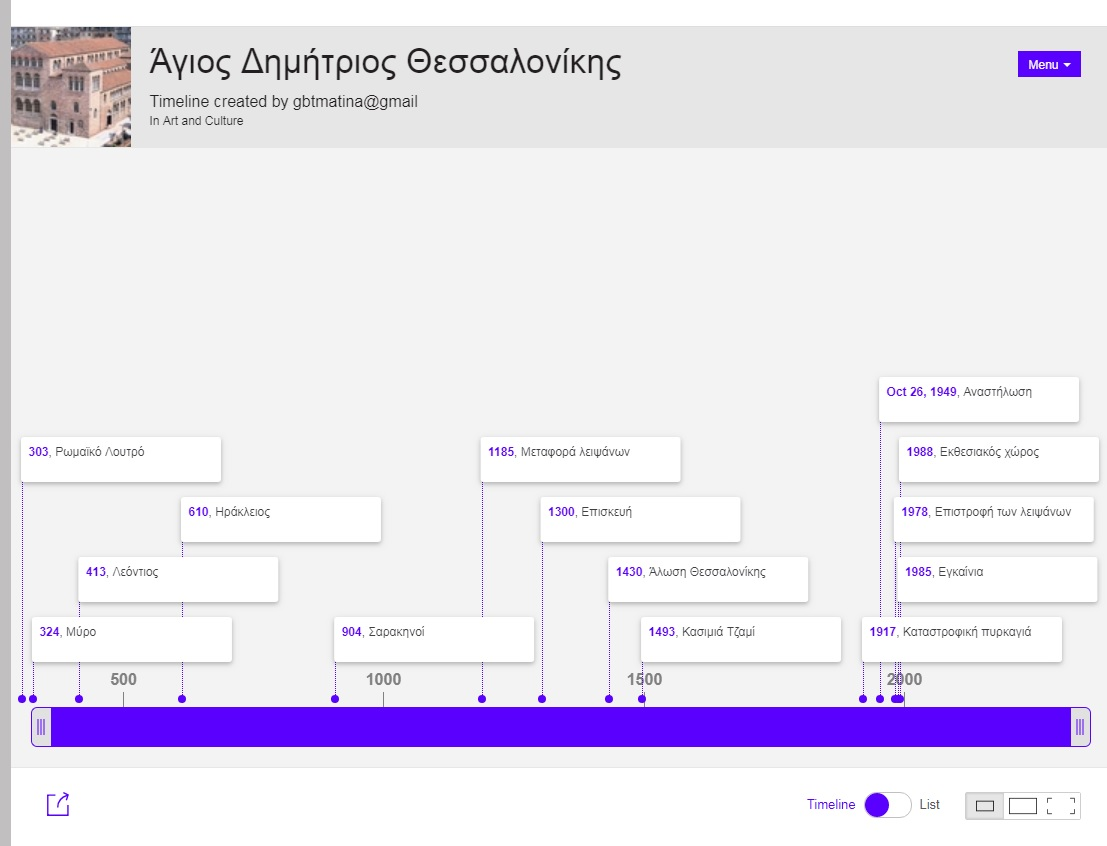 Άγιος Δημήτριος Θεσσαλονίκης
Menu
Timeline created by gbtmatina@gmail
In Art and Culture
Oct 26, 1949, Αναστήλωση
303, Ρωμαϊκό Λουτρό
1185, Μεταφορά λειψάνων
1988, Εκθεσιακός χώρος
610, Ηράκλειος
1300, Επισκευή
1978, Επιστροφή των λειψάνων
413, Λεόντιος
1430, Άλωση Θεσσαλονίκης
1985, Εγκαίνια
324, Μύρο
904, Σαρακηνοί
1493, Κασιμιά Τζαμί
1917, Καταστροφική πυρκαγιά
500
1000
1500
2000
Timeline
List